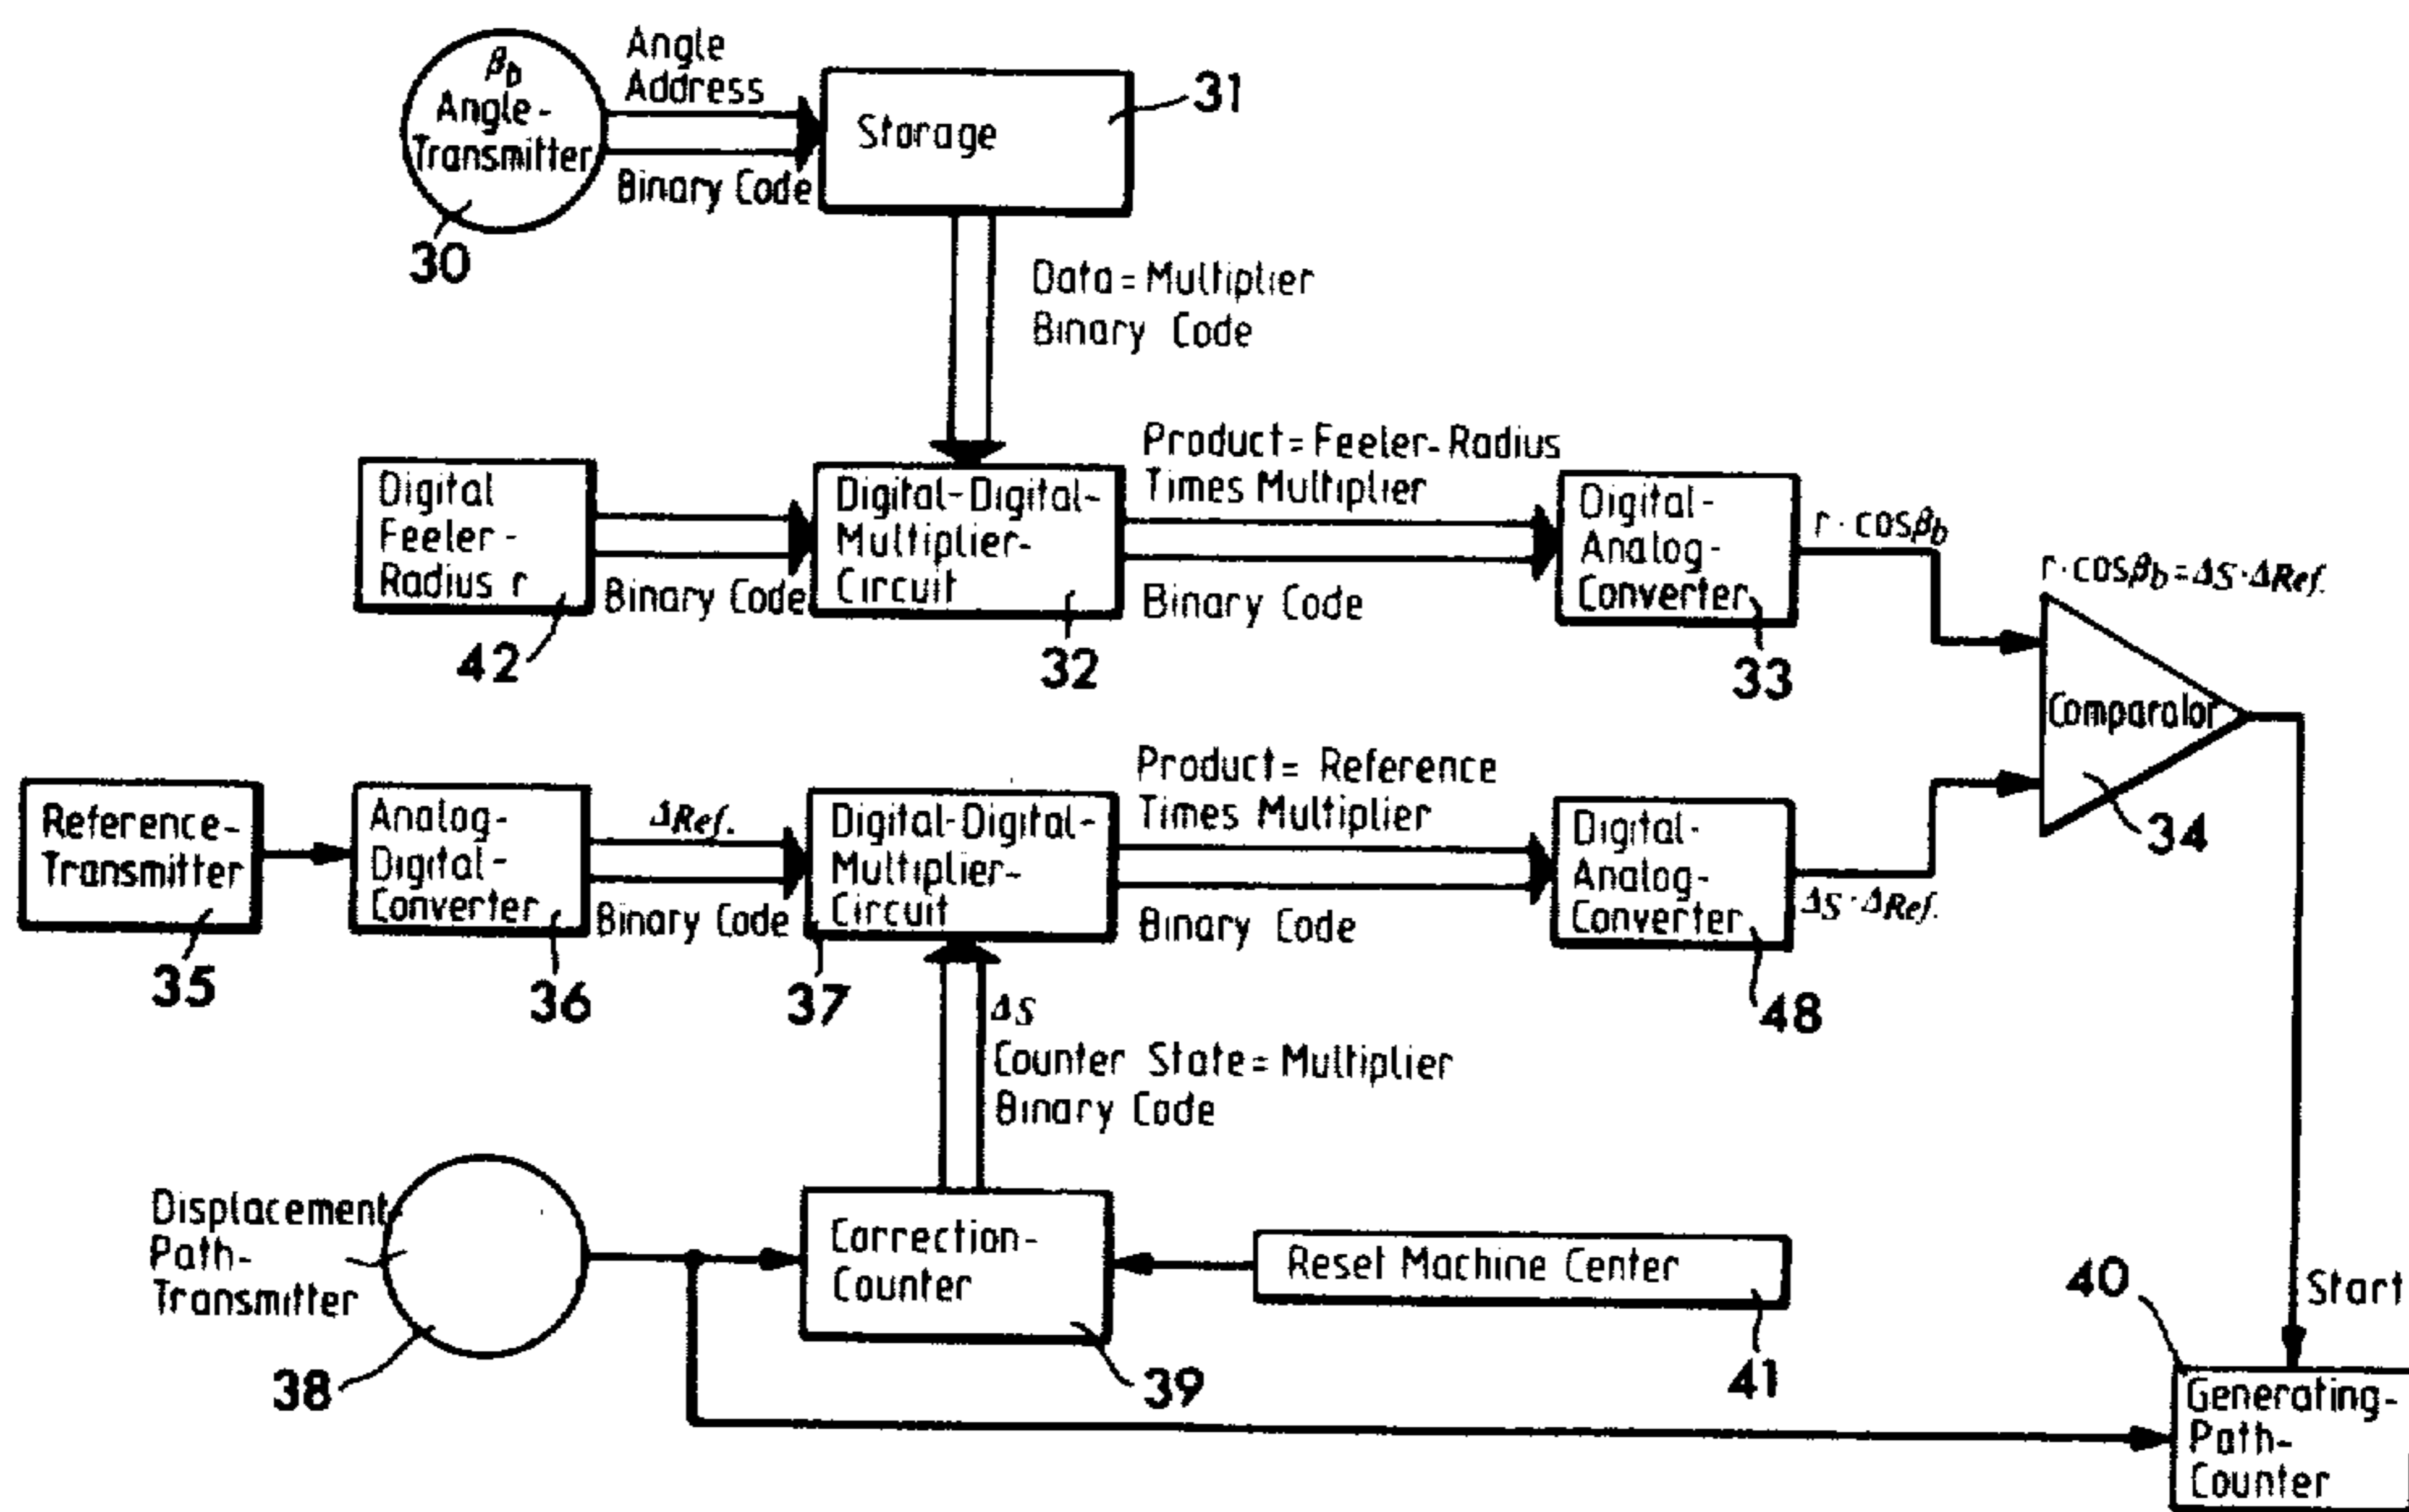 βb
Angle-
Transmitter
30
Angle
Address
Binary Code
Storage
31
Data = Multiplier
Binary Code
Digital
Feeler-
Radius r
42
Binary Code
Digital-Digital-
Multiplier-
Circuit
32
Product = Feeler-Radius
Times Multiplier
Binary Code
Digital-
Analog-
Converter
33
r · cosβb
r · cosβb = ΔS · ΔRef.
Comparator
34
Reference-
Transmitter
35
Analog-
Digital-
Converter
36
ΔRef.
Binary Code
Digital-Digital-
Multiplier-
Circuit
37
Product = Reference
Times Multiplier
Binary Code
Digital-
Analog-
Converter
48
ΔS · ΔRef.
ΔS
Counter State = Multiplier
Binary Code
Displacement
Path-
Transmitter
38
Correction-
Counter
39
Reset Machine Center
41
Start
40
Generating-
Path-
Counter